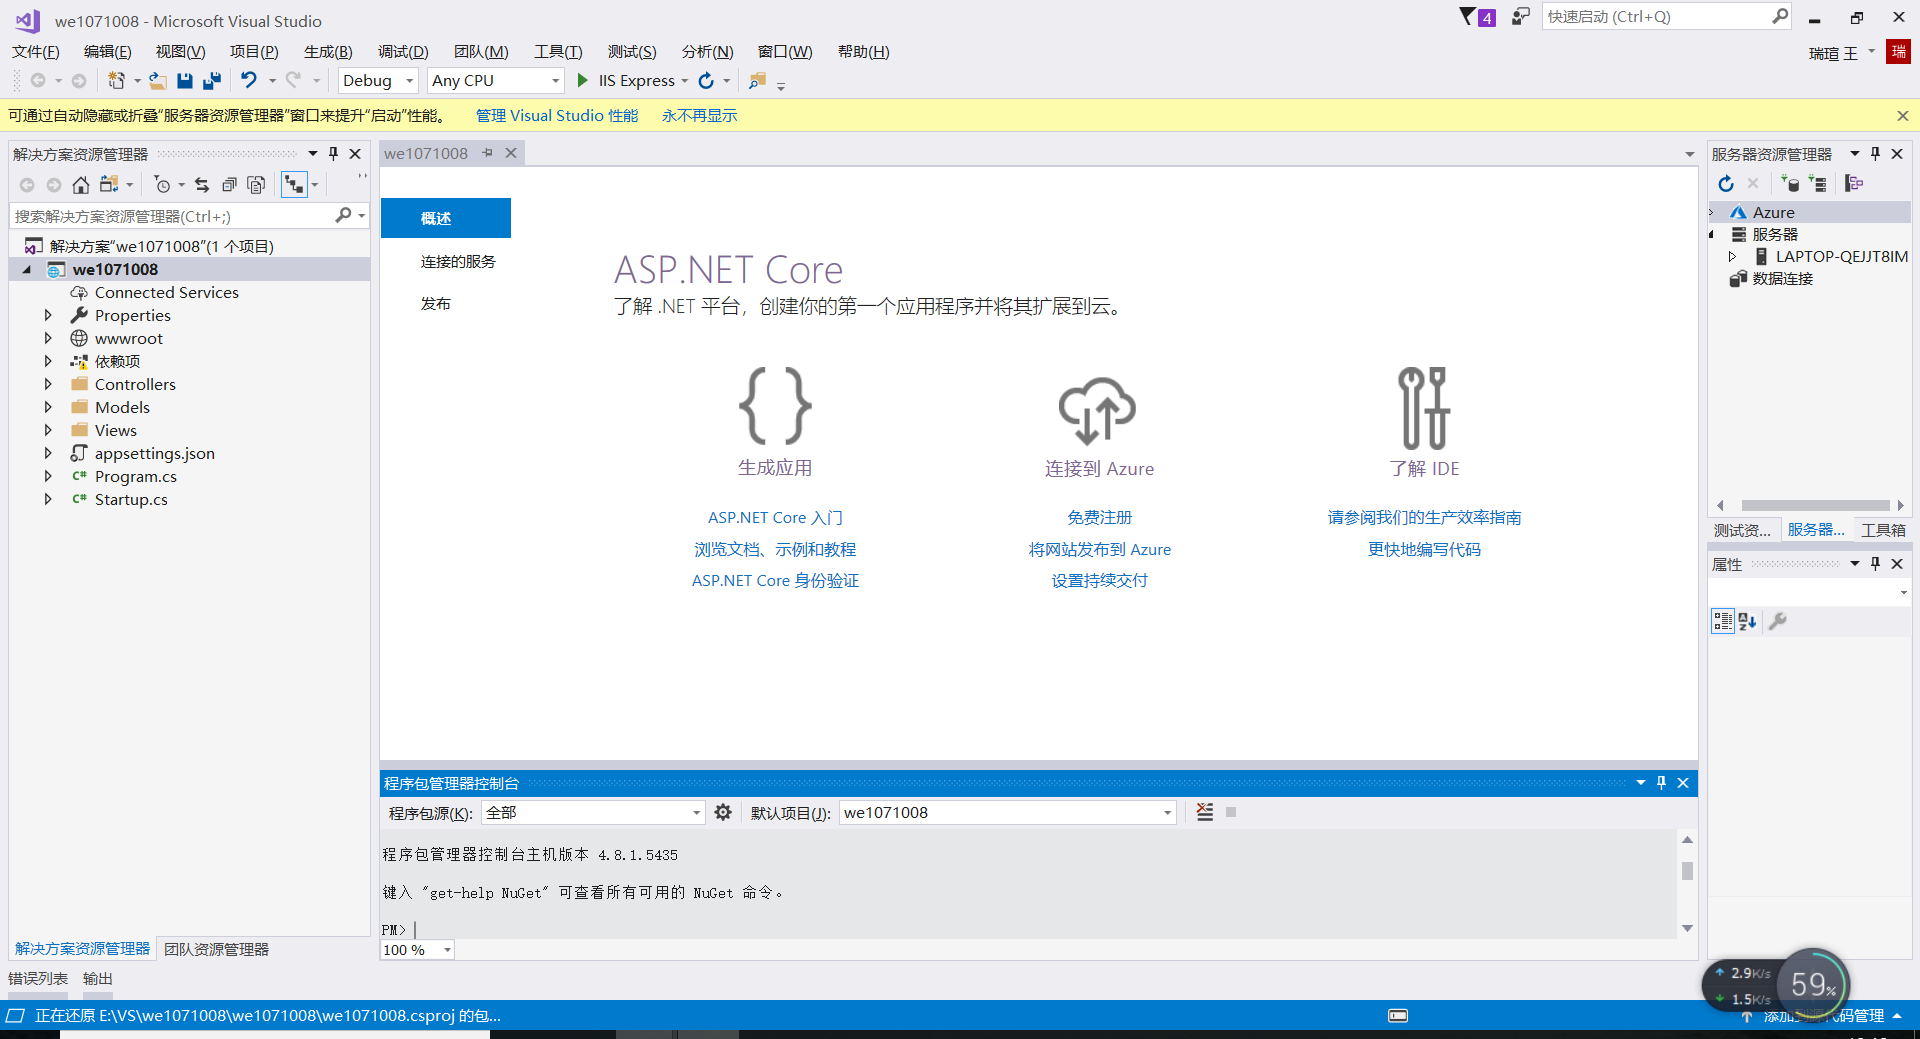 we1071008 - Microsoft Visual Studio
4
快速启动 (Ctrl+Q)
文件(F) 编辑(E) 视图(V) 项目(P) 生成(B) 调试(D) 团队(M) 工具(T) 测试(S) 分析(N) 窗口(W) 帮助(H)
瑞瑄 王
瑞
Debug Any CPU IIS Express
可通过自动隐藏或折叠“服务器资源管理器”窗口来提升“启动”性能。 管理 Visual Studio 性能 永不再显示
解决方案资源管理器
搜索解决方案资源管理器(Ctrl+;)
解决方案“we1071008”(1 个项目)
we1071008
Connected Services
Properties
wwwroot
依赖项
Controllers
Models
Views
appsettings.json
C# Program.cs
C# Startup.cs
解决方案资源管理器 团队资源管理器
we1071008
概述
连接的服务
发布
ASP.NET Core
了解 .NET 平台，创建你的第一个应用程序并将其扩展到云。
生成应用
ASP.NET Core 入门
浏览文档、示例和教程
ASP.NET Core 身份验证
连接到 Azure
免费注册
将网站发布到 Azure
设置持续交付
了解 IDE
请参阅我们的生产效率指南
更快地编写代码
程序包管理器控制台
程序包源(K): 全部 默认项目(J): we1071008
程序包管理器控制台主机版本 4.8.1.5435
键入 "get-help NuGet" 可查看所有可用的 NuGet 命令。
PM>
100 %
服务器资源管理器
Azure
服务器
LAPTOP-QEJJT8IM
数据连接
测试资... 服务器... 工具箱
属性
错误列表 输出
2.9K/s
1.5K/s
59%
正在还原 E:\VS\we1071008\we1071008\we1071008.csproj 的包...
添加到源代码管理